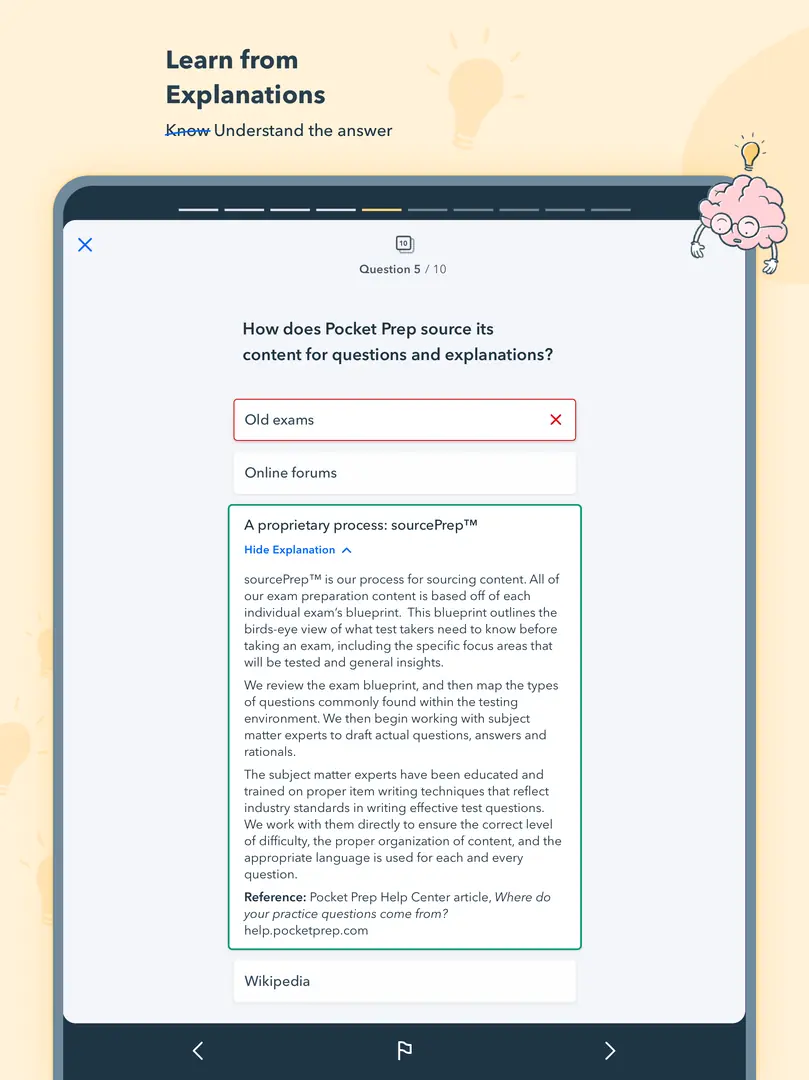 Learn from
Explanations
Know Understand the answer
10
Question 5 / 10
How does Pocket Prep source its
content for questions and explanations?
Old exams
Online forums
A proprietary process: sourcePrep™
Hide Explanation
sourcePrep™ is our process for sourcing content. All of
our exam preparation content is based off of each
individual exam's blueprint. This blueprint outlines the
birds-eye view of what test takers need to know before
taking an exam, including the specific focus areas that
will be tested and general insights.
We review the exam blueprint, and then map the types
of questions commonly found within the testing
environment. We then begin working with subject
matter experts to draft actual questions, answers and
rationals.
The subject matter experts have been educated and
trained on proper item writing techniques that reflect
industry standards in writing effective test questions.
We work with them directly to ensure the correct level
of difficulty, the proper organization of content, and the
appropriate language is used for each and every
question.
Reference: Pocket Prep Help Center article, Where do
your practice questions come from?
help.pocketprep.com
Wikipedia